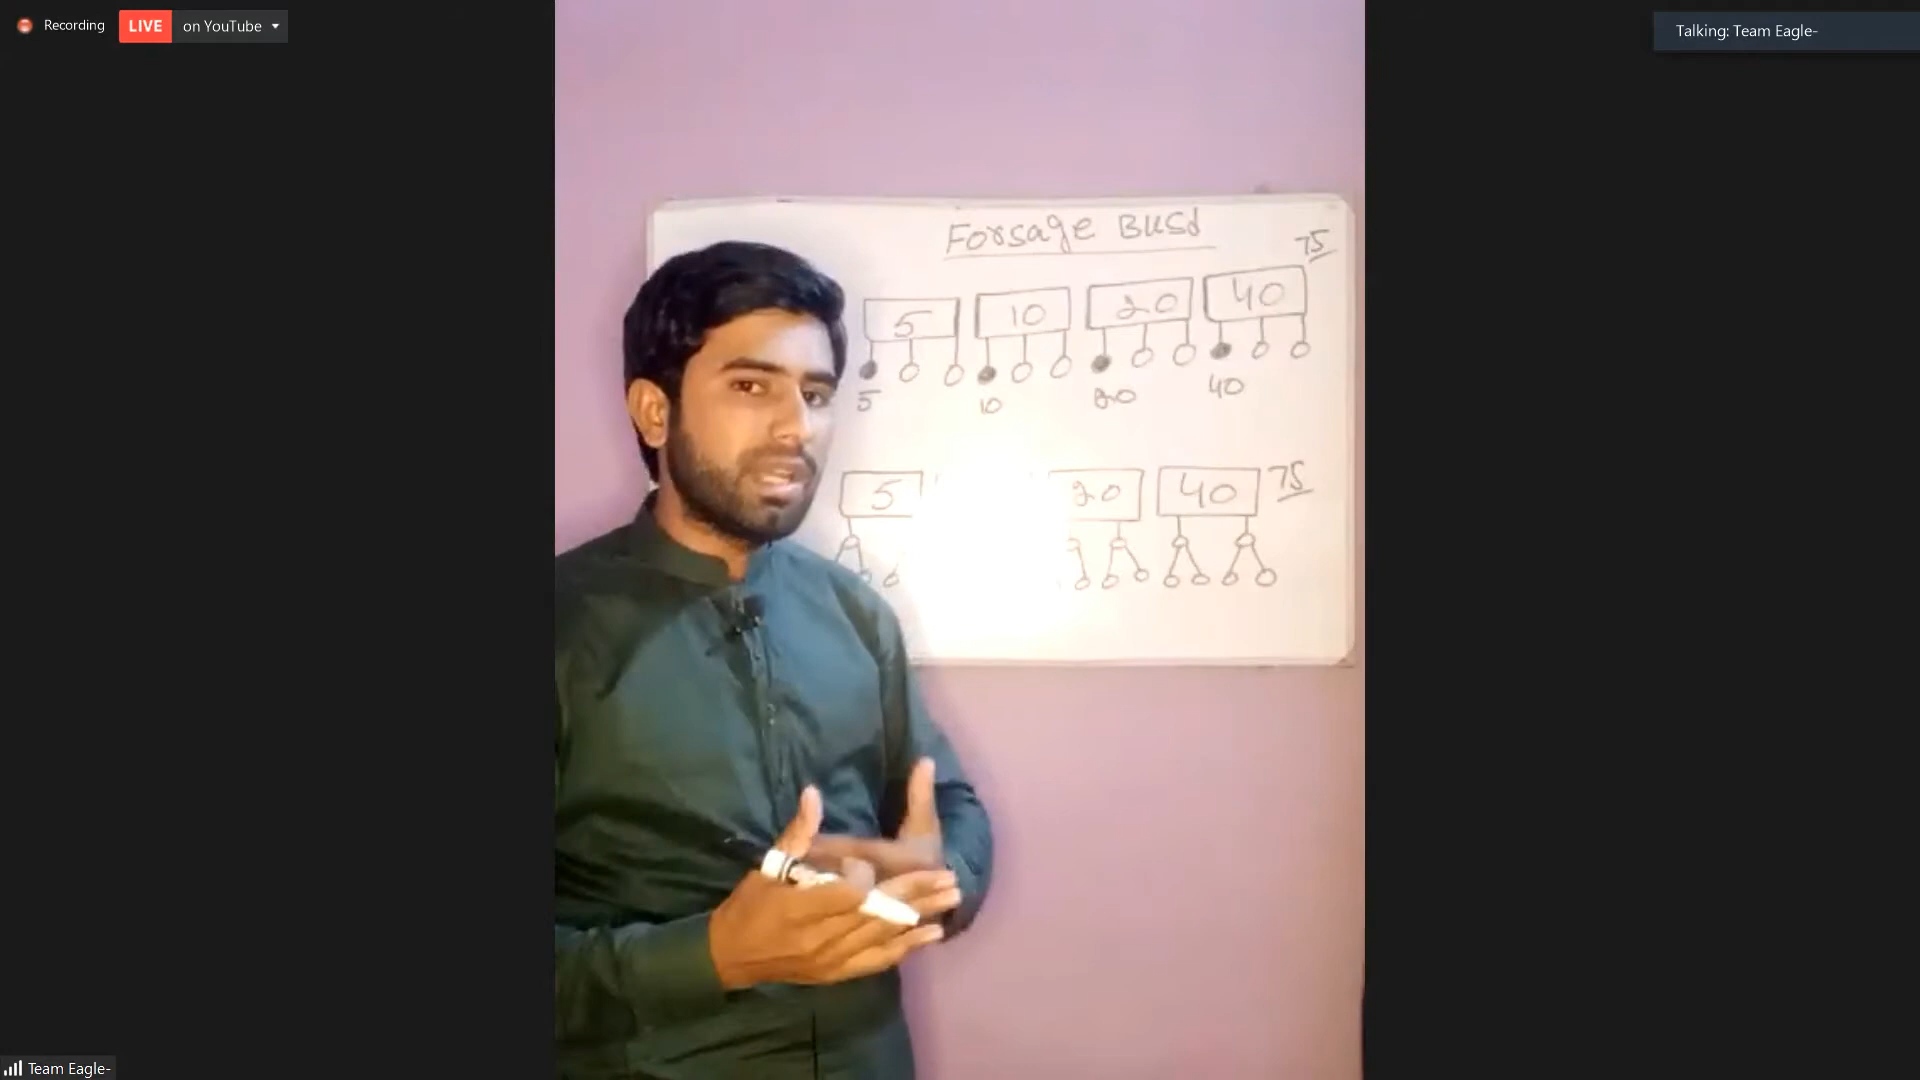 Recording LIVE on YouTube
Talking: Team Eagle-
Forsage BUSd
75
5 10 20 40
5 10 20 40
5 20 40 75
Team Eagle-